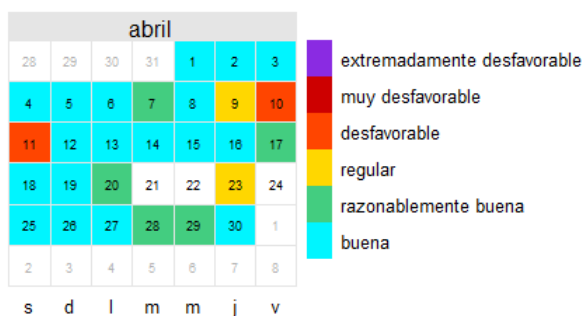 abril
28 29 30 31 1 2 3
4 5 6 7 8 9 10
11 12 13 14 15 16 17
18 19 20 21 22 23 24
25 26 27 28 29 30 1
2 3 4 5 6 7 8
s d l m m j v
extremadamente desfavorable
muy desfavorable
desfavorable
regular
razonablemente buena
buena